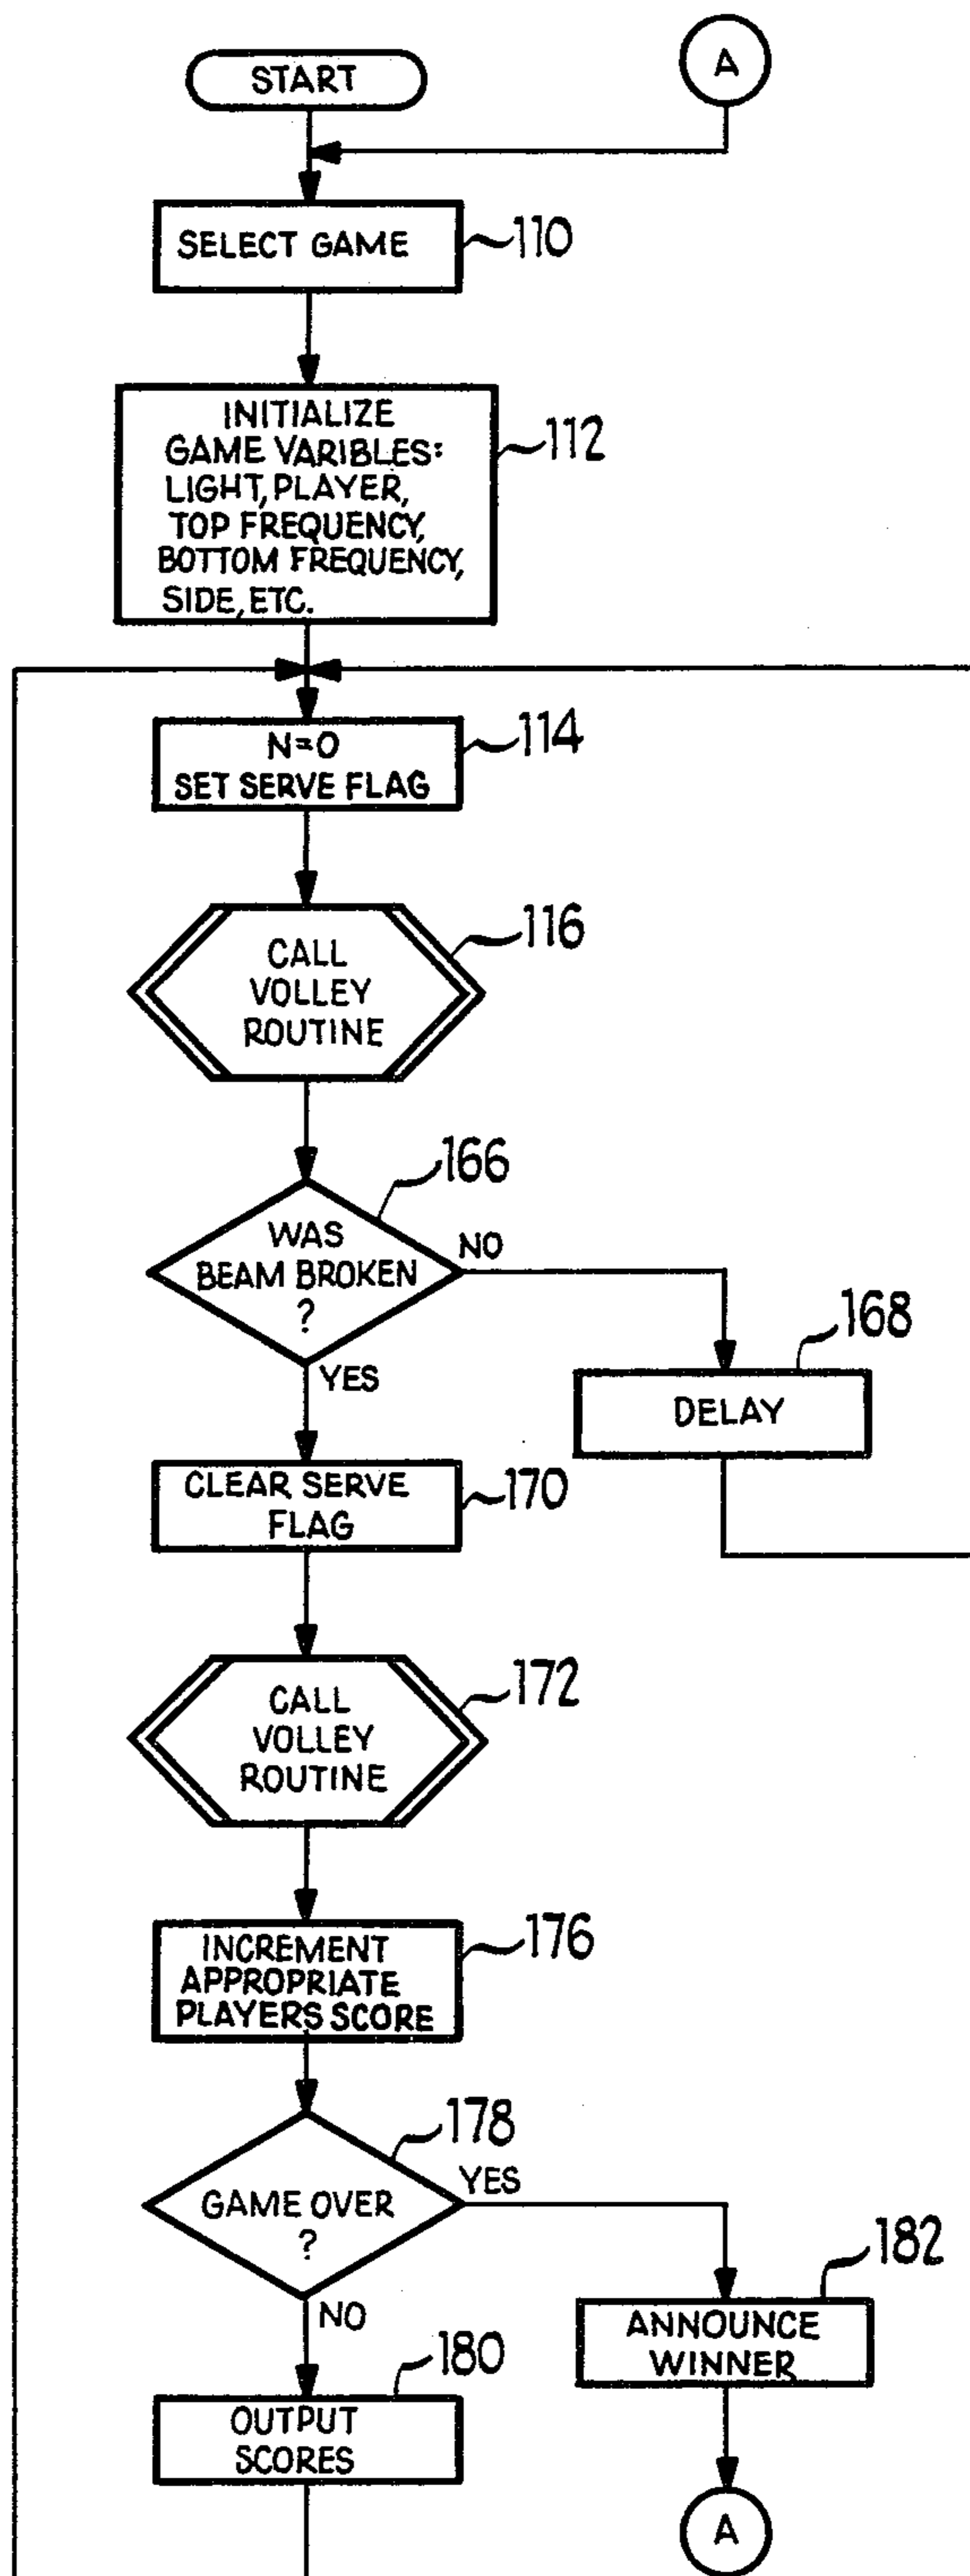 START
A
SELECT GAME
110
INITIALIZE
GAME VARIBLES:
LIGHT, PLAYER,
TOP FREQUENCY,
BOTTOM FREQUENCY,
SIDE, ETC.
112
N=0
SET SERVE FLAG
114
CALL
VOLLEY
ROUTINE
116
WAS
BEAM BROKEN
?
166
NO
YES
DELAY
168
CLEAR SERVE
FLAG
170
CALL
VOLLEY
ROUTINE
172
INCREMENT
APPROPRIATE
PLAYERS SCORE
176
GAME OVER
?
178
YES
NO
ANNOUNCE
WINNER
182
OUTPUT
SCORES
180
A